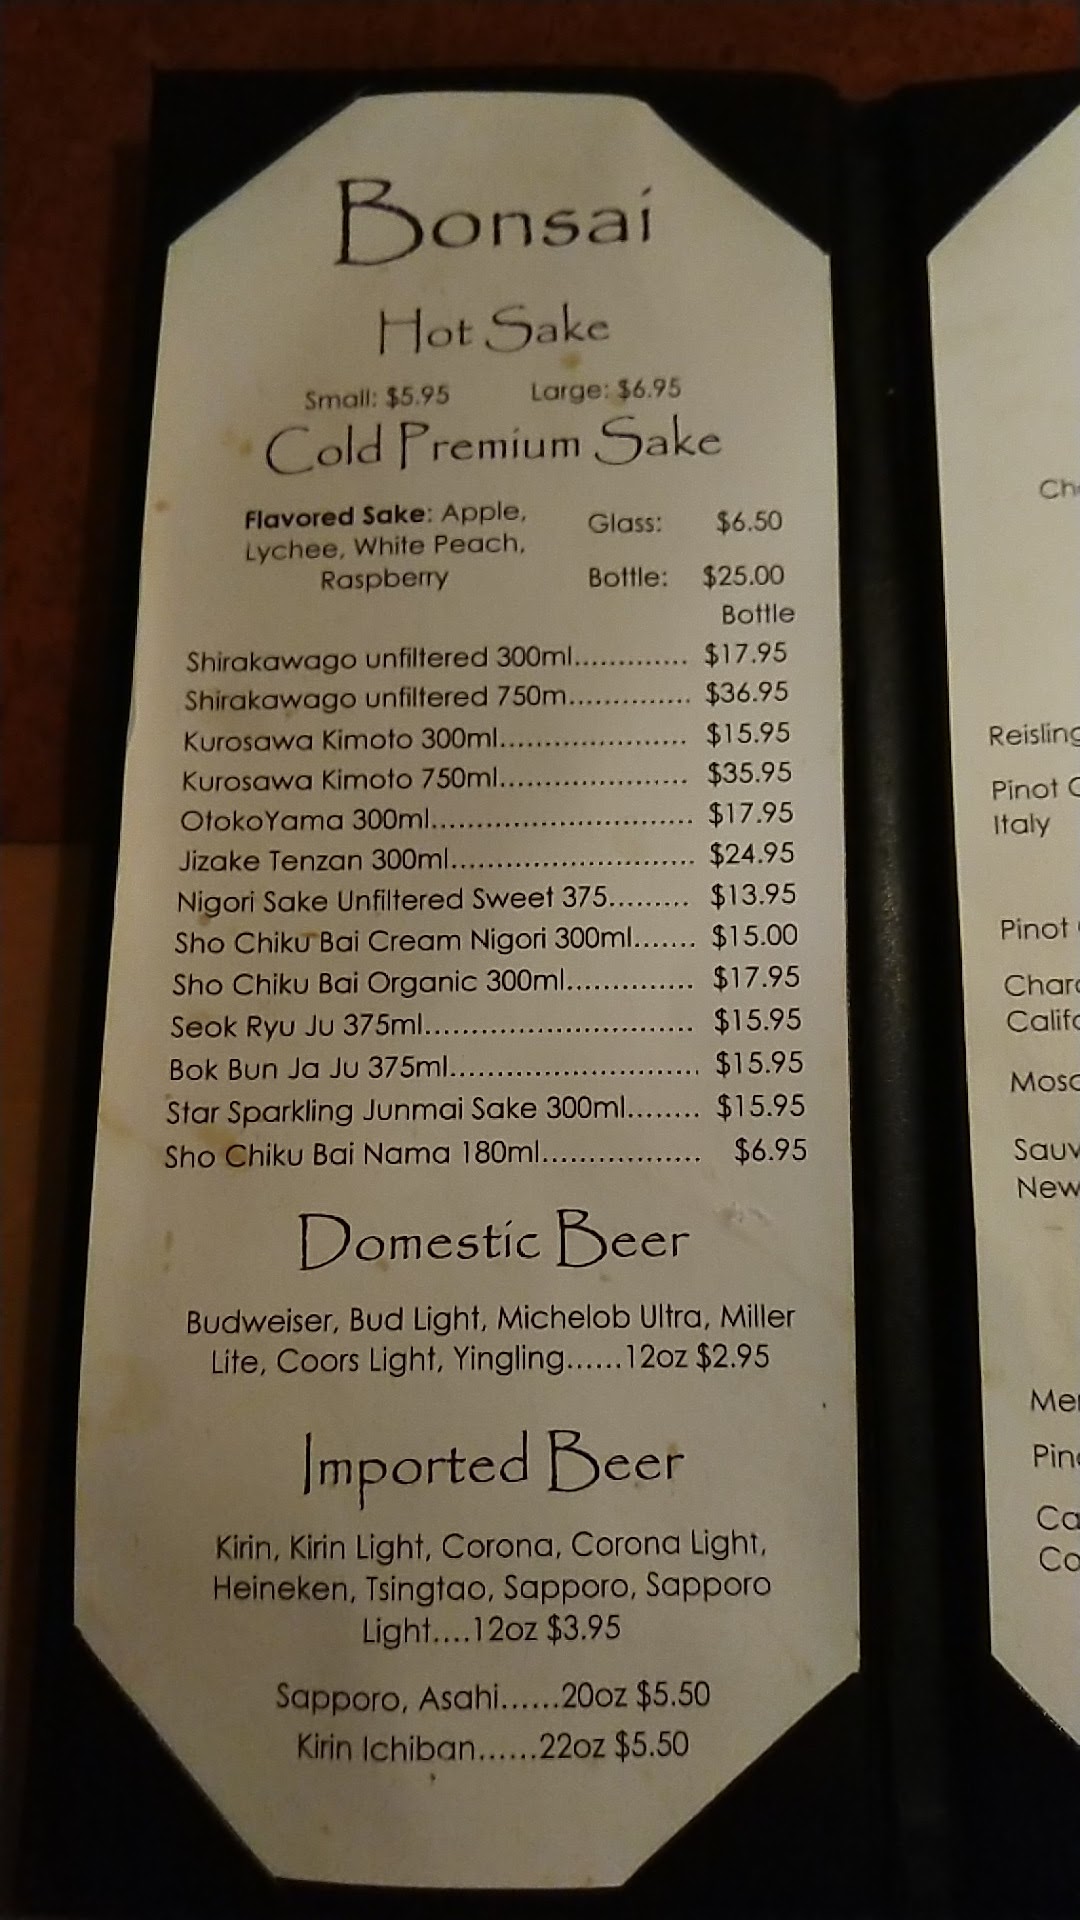 Bonsai
Hot Sake
Small: $5.95 Large: $6.95
Cold Premium Sake
Flavored Sake: Apple,
Lychee, White Peach,
Raspberry
Glass: $6.50
Bottle: $25.00
Bottle
Shirakawago unfiltered 300ml............. $17.95
Shirakawago unfiltered 750m.............. $36.95
Kurosawa Kimoto 300ml...................... $15.95
Kurosawa Kimoto 750ml...................... $35.95
OtokoYama 300ml............................... $17.95
Jizake Tenzan 300ml............................ $24.95
Nigori Sake Unfiltered Sweet 375......... $13.95
Sho Chiku Bai Cream Nigori 300ml....... $15.00
Sho Chiku Bai Organic 300ml.............. $17.95
Seok Ryu Ju 375ml.............................. $15.95
Bok Bun Ja Ju 375ml............................ $15.95
Star Sparkling Junmai Sake 300ml........ $15.95
Sho Chiku Bai Nama 180ml.................. $6.95
Domestic Beer
Budweiser, Bud Light, Michelob Ultra, Miller
Lite, Coors Light, Yingling......12oz $2.95
Imported Beer
Kirin, Kirin Light, Corona, Corona Light,
Heineken, Tsingtao, Sapporo, Sapporo
Light....12oz $3.95
Sapporo, Asahi......20oz $5.50
Kirin Ichiban......22oz $5.50
Reisling
Pinot
Italy
Pinot
New